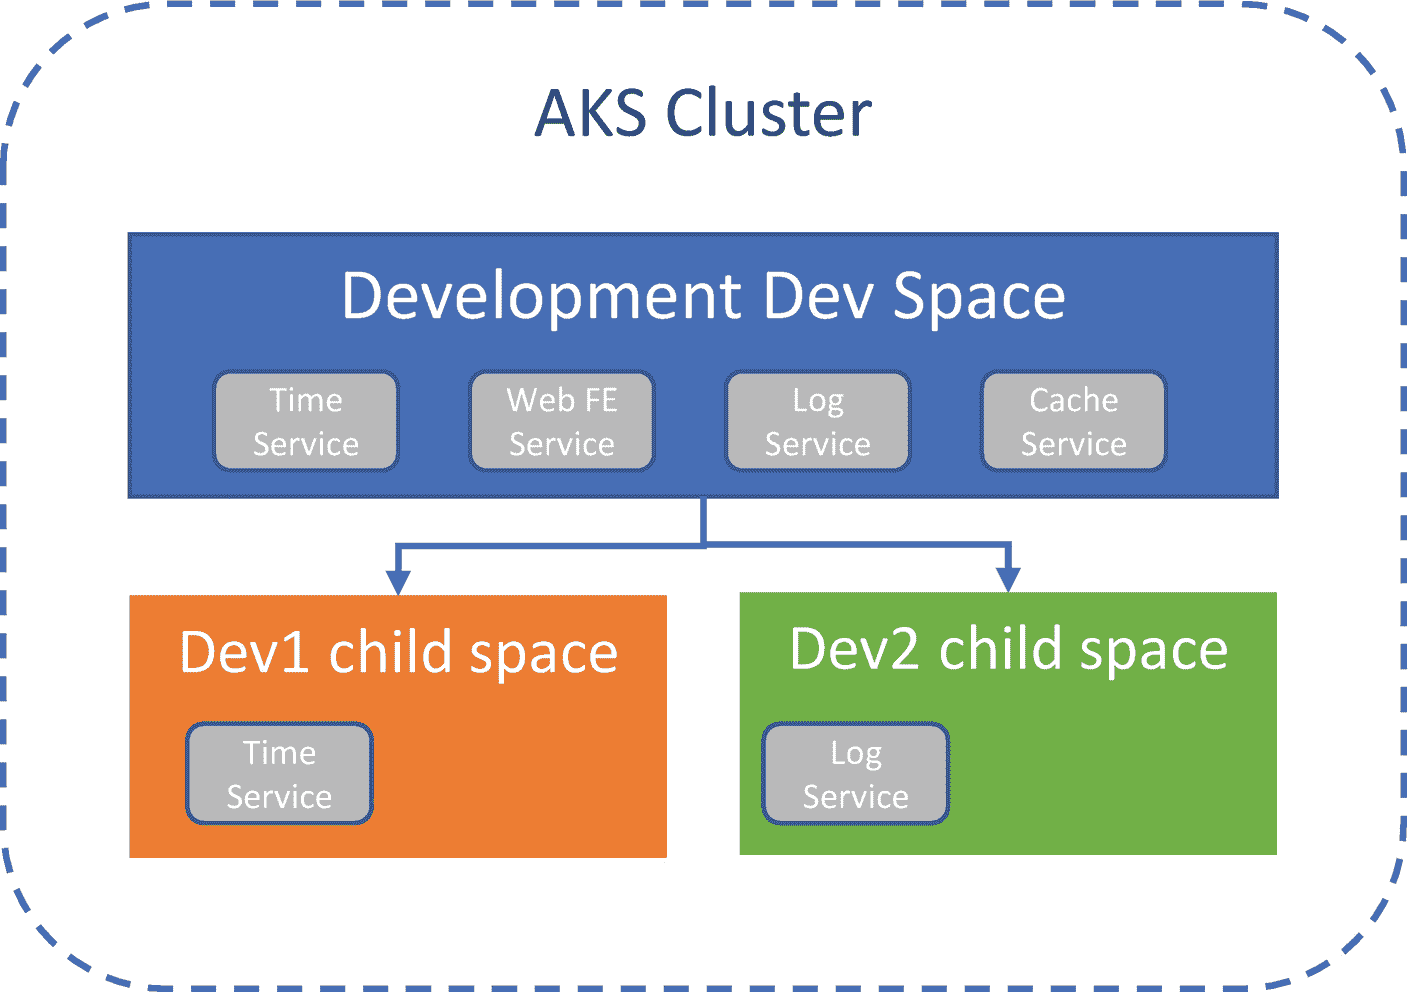 AKS Cluster
Development Dev Space
Time
Service
Web FE
Service
Log
Service
Cache
Service
Dev1 child space
Time
Service
Dev2 child space
Log
Service